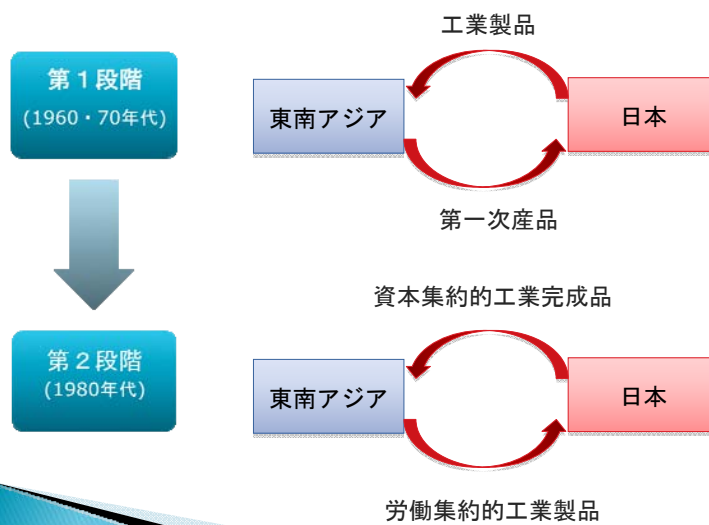 工業製品
第１段階
(1960・70年代)
東南アジア
日本
第一次産品
資本集約的工業完成品
第２段階
(1980年代)
東南アジア
日本
労働集約的工業製品